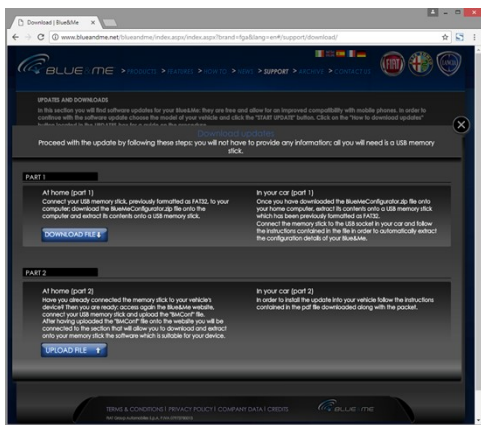 Download | Blue&Me
www.blueandme.net/blueandme/index.aspx/index.aspx?brand=fga&lang=en#/support/download/
BLUE&ME > PRODUCTS > FEATURES > HOW TO > NEWS > SUPPORT > ARCHIVE > CONTACT US
UPDATES AND DOWNLOADS
In this section you will find software updates for your Blue&Me: they are free and allow for an improved compatibility with mobile phones. In order to
continue with the software update choose the model of your vehicle and click the "START UPDATE" button. Click on the "How to download updates"
button located in the
Download updates
Proceed with the update by following these steps: you will not have to provide any information; all you will need is a USB memory
stick.
PART 1
At home (part 1)
Connect your USB memory stick, previously formatted as FAT32, to your
computer; download the BlueMeConfigurator.zip file onto the
computer and extract its contents onto a USB memory stick.
DOWNLOAD FILE
In your car (part 1)
Once you have downloaded the BlueMeConfigurator.zip file onto
your home computer, extract its contents onto a USB memory stick
which has been previously formatted as FAT32.
Connect the memory stick to the USB socket in your car and follow
the instructions contained in the file in order to automatically extract
the configuration details of your Blue&Me.
PART 2
At home (part 2)
Have you already connected the memory stick to your vehicle's
device? Then you are ready: access again the Blue&Me website,
connect your USB memory stick and upload the "BMConf" file.
After having uploaded the "BMConf" file onto the website you will be
connected to the section that will allow you to download and extract
onto your memory stick the software which is suitable for your device.
UPLOAD FILE
In your car (part 2)
In order to install the update into your vehicle follow the instructions
contained in the pdf file downloaded along with the packet.
TERMS & CONDITIONS | PRIVACY POLICY | COMPANY DATA | CREDITS
BLUE&ME